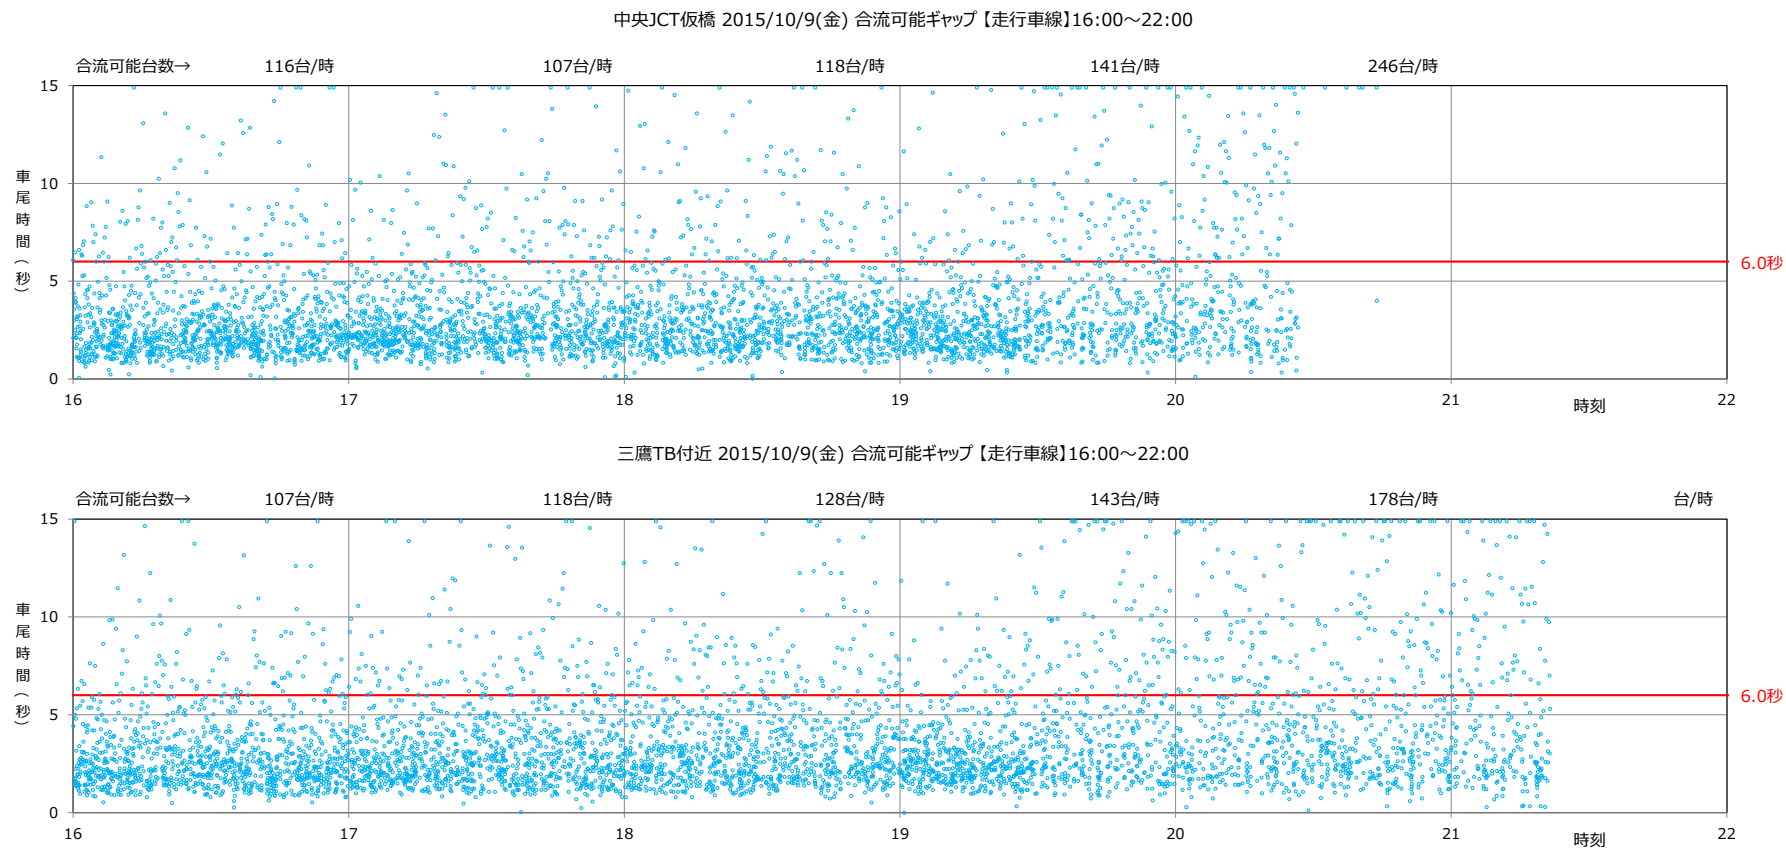 中央JCT仮橋 2015/10/9(金) 合流可能ギャップ【走行車線】16:00～22:00
合流可能台数→ 116台/時 107台/時 118台/時 141台/時 246台/時
15
10
5
0
車尾時間（秒）
6.0秒
16 17 18 19 20 21 22
時刻
三鷹TB付近 2015/10/9(金) 合流可能ギャップ【走行車線】16:00～22:00
合流可能台数→ 107台/時 118台/時 128台/時 143台/時 178台/時 台/時
15
10
5
0
車尾時間（秒）
6.0秒
16 17 18 19 20 21 22
時刻